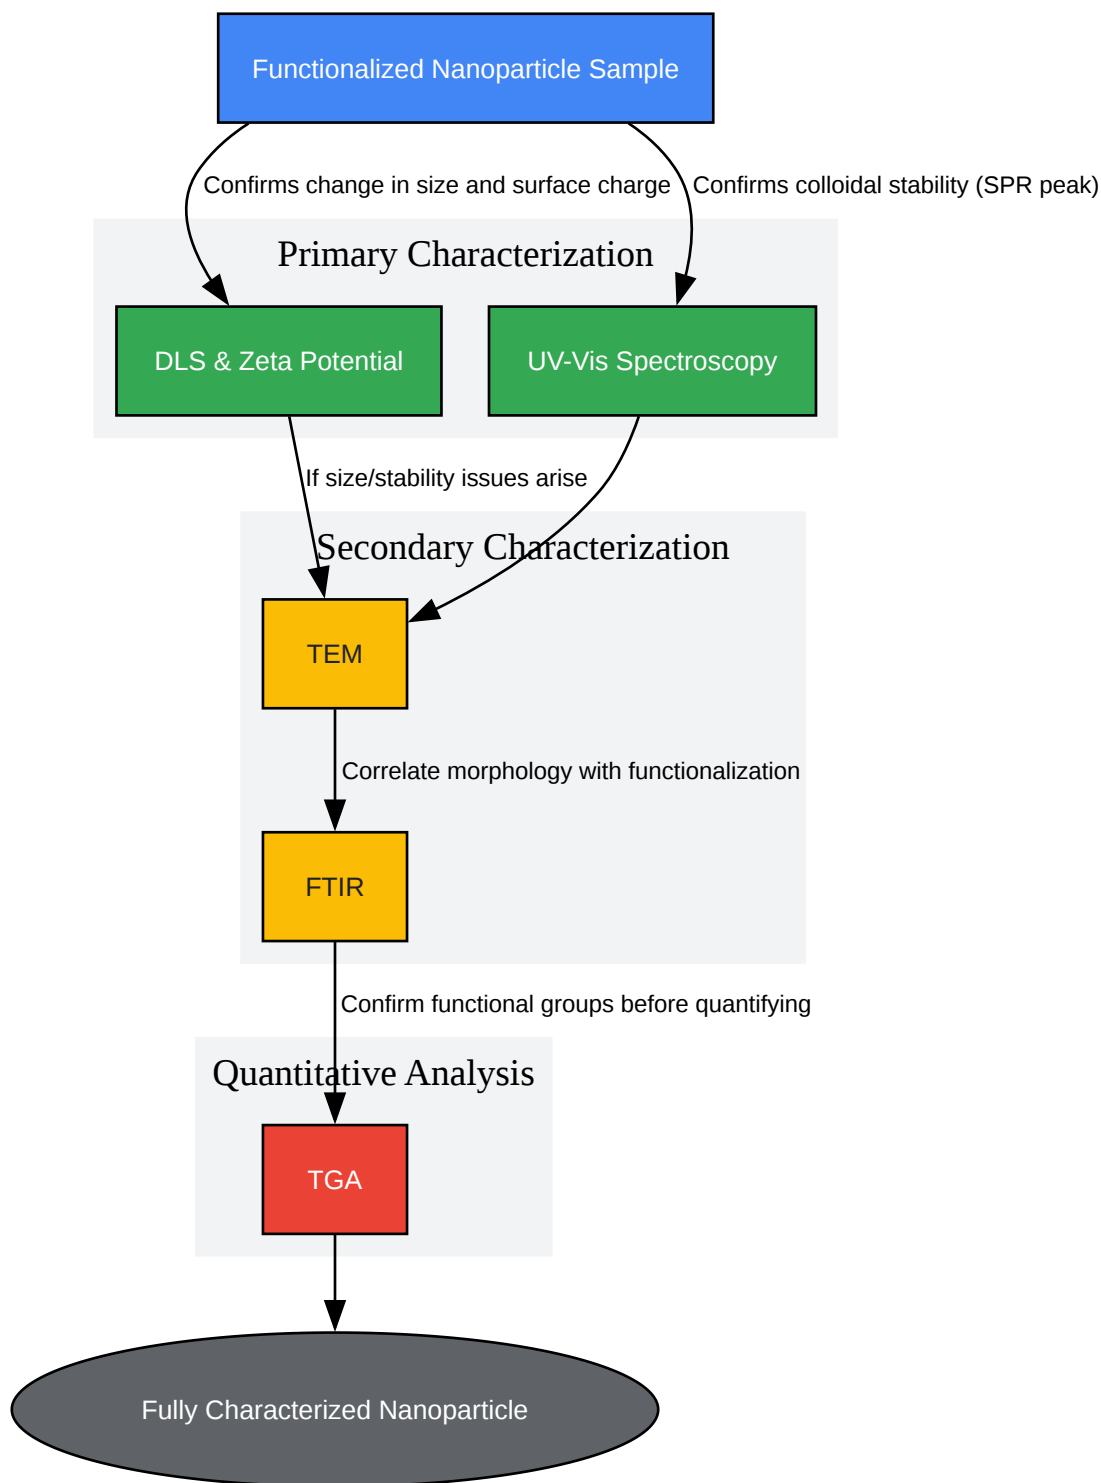 Functionalized Nanoparticle Sample
Confirms change in size and surface charge
Confirms colloidal stability (SPR peak)
Primary Characterization
DLS & Zeta Potential
UV-Vis Spectroscopy
If size/stability issues arise
Secondary Characterization
TEM
Correlate morphology with functionalization
FTIR
Confirm functional groups before quantifying
Quantitative Analysis
TGA
Fully Characterized Nanoparticle